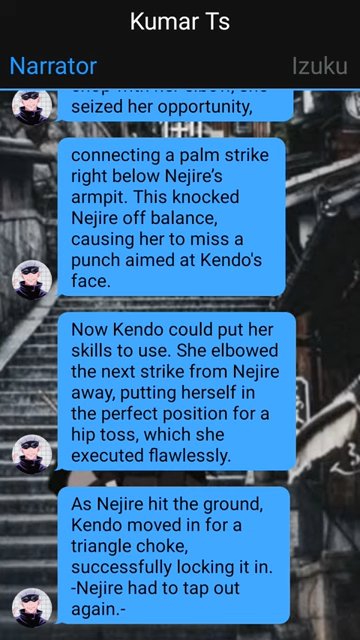 Kumar Ts
Narrator
Izuku
seized her opportunity,
connecting a palm strike
right below Nejire's
armpit. This knocked
Nejire off balance,
causing her to miss a
punch aimed at Kendo's
face.
Now Kendo could put her
skills to use. She elbowed
the next strike from Nejire
away, putting herself in
the perfect position for a
hip toss, which she
executed flawlessly.
As Nejire hit the ground,
Kendo moved in for a
triangle choke,
successfully locking it in.
-Nejire had to tap out
again.-